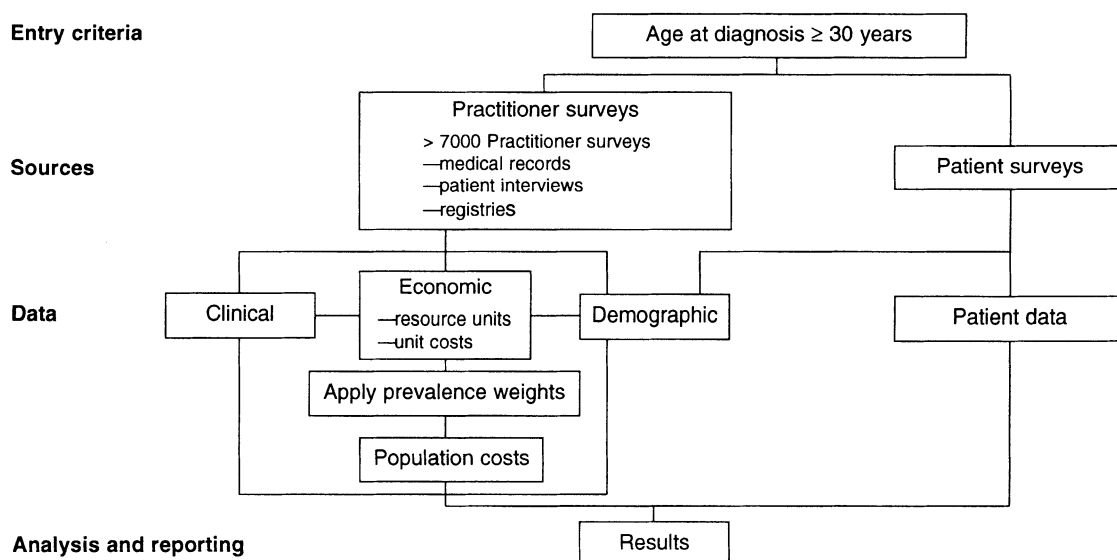 Entry criteria
Age at diagnosis ≥ 30 years
Practitioner surveys
> 7000 Practitioner surveys
—medical records
—patient interviews
—registries
Sources
Patient surveys
Data
Clinical
Economic
—resource units
—unit costs
Demographic
Patient data
Apply prevalence weights
Population costs
Analysis and reporting
Results